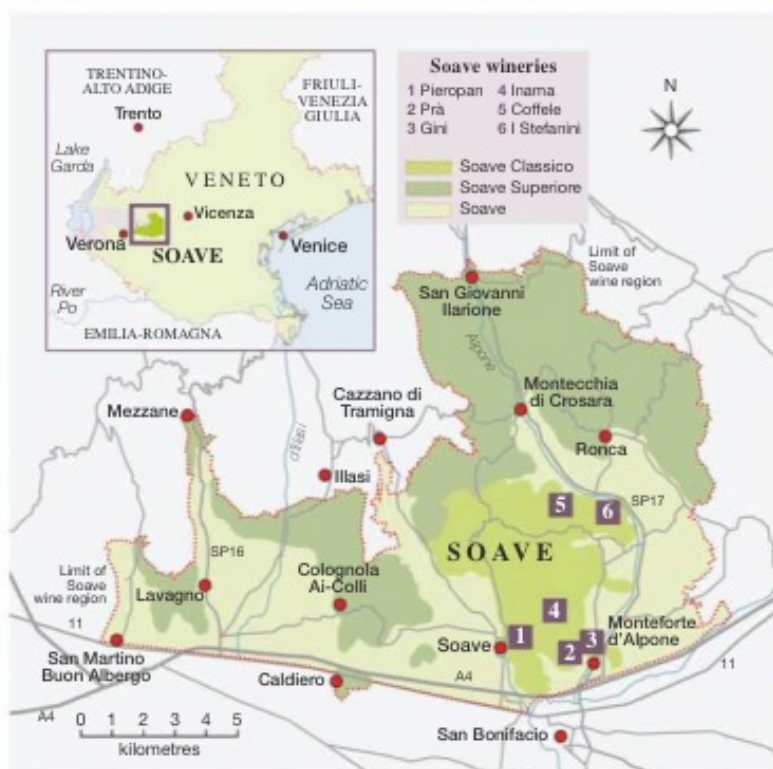 TRENTINO-
ALTO ADIGE
FRIULI-
VENEZIA
GIULIA
Trento
Lake
Garda
VENETO
Vicenza
Verona
SOAVE
Venice
River
Po
Adriatic
Sea
EMILIA-ROMAGNA
Soave wineries
1 Pieropan 4 Inama
2 Prà 5 Coffele
3 Gini 6 I Stefanini
Soave Classico
Soave Superiore
Soave
N
Limit of
Soave
wine region
San Giovanni
Ilarione
Alpone
Mezzane
Cazzano di
Tramigna
Montecchia
di Crosara
d'Illasi
Ronca
Illasi
5
6
SP17
SOAVE
SP16
Limit of
Soave
wine region
Lavagno
Colognola
Ai-Colli
4
11
Soave
1
2
3
Monteforte
d'Alpone
San Martino
Buon Albergo
Caldiero
A4
11
A4
San Bonifacio
0 1 2 3 4 5
kilometres